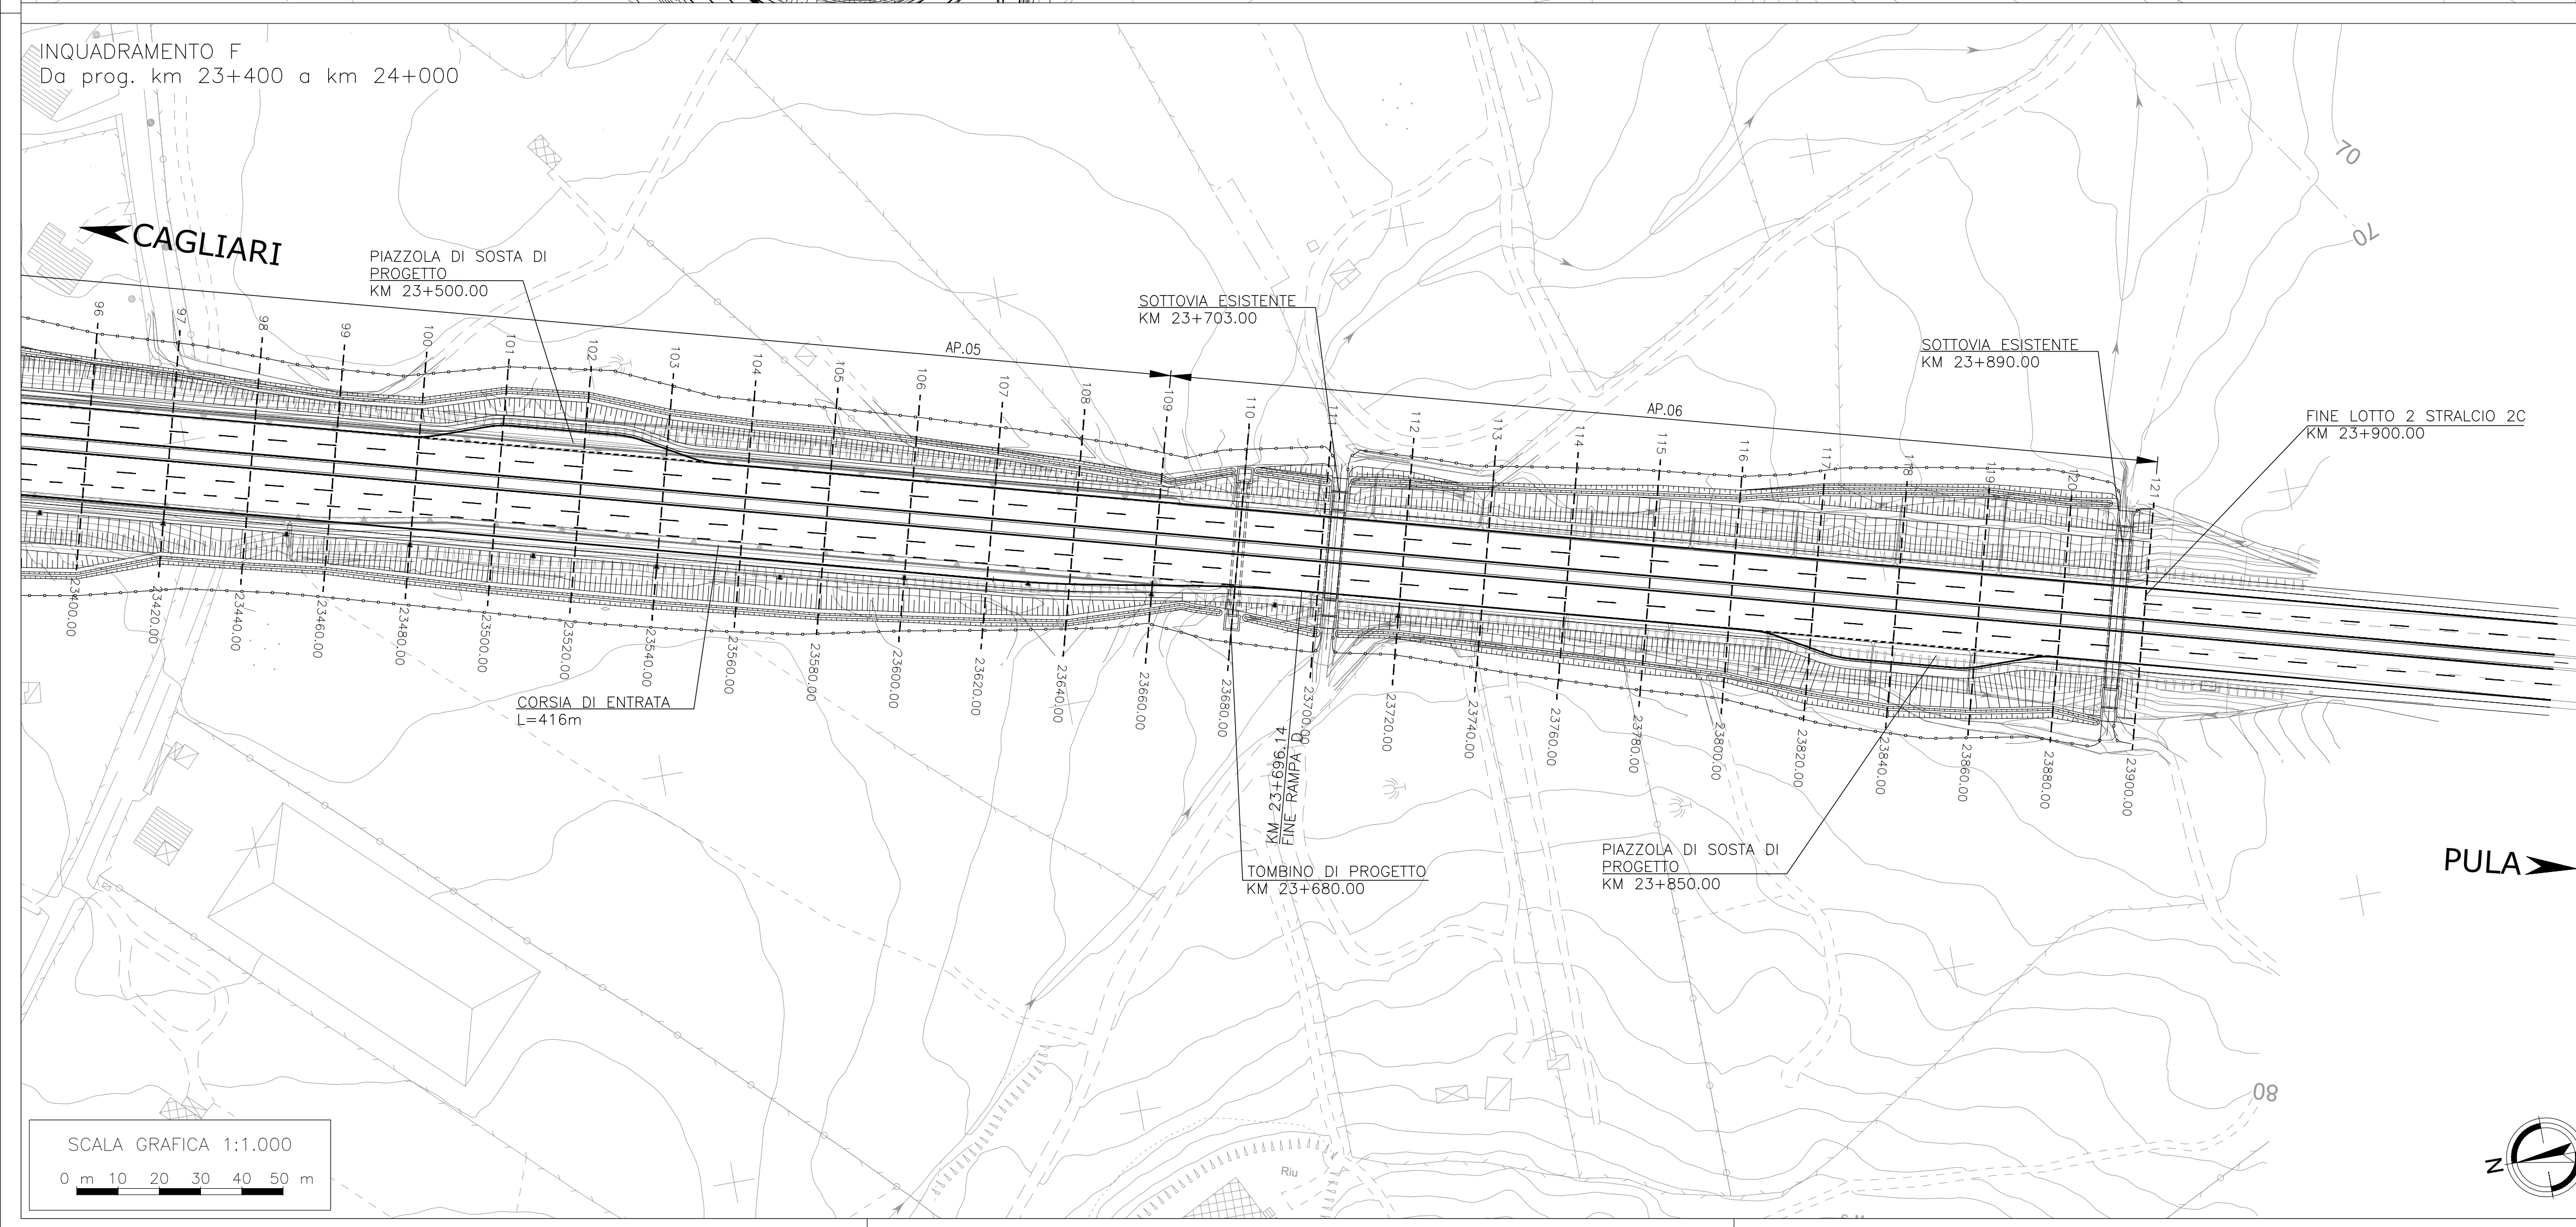 INQUADRAMENTO F
Da prog. km 23+400 a km 24+000
CAGLIARI
PIAZZOLA DI SOSTA DI
PROGETTO
KM 23+500.00
SOTTOVIA ESISTENTE
KM 23+703.00
SOTTOVIA ESISTENTE
KM 23+890.00
FINE LOTTO 2 STRALCIO 2C
KM 23+900.00
70
70
AP.05
AP.06
96
97
98
99
100
101
102
103
104
105
106
107
108
109
110
111
112
113
114
115
116
117
118
119
120
121
23400.00
23420.00
23440.00
23460.00
23480.00
23500.00
23520.00
23540.00
23560.00
23580.00
23600.00
23620.00
23640.00
23660.00
23680.00
23700.00
23720.00
23740.00
23760.00
23780.00
23800.00
23820.00
23840.00
23860.00
23880.00
23900.00
CORSIA DI ENTRATA
L=416m
KM 23+696.14
FINE RAMPA D
TOMBINO DI PROGETTO
KM 23+680.00
PIAZZOLA DI SOSTA DI
PROGETTO
KM 23+850.00
PULA
80
Riu
N
SCALA GRAFICA 1:1.000
0 m 10 20 30 40 50 m